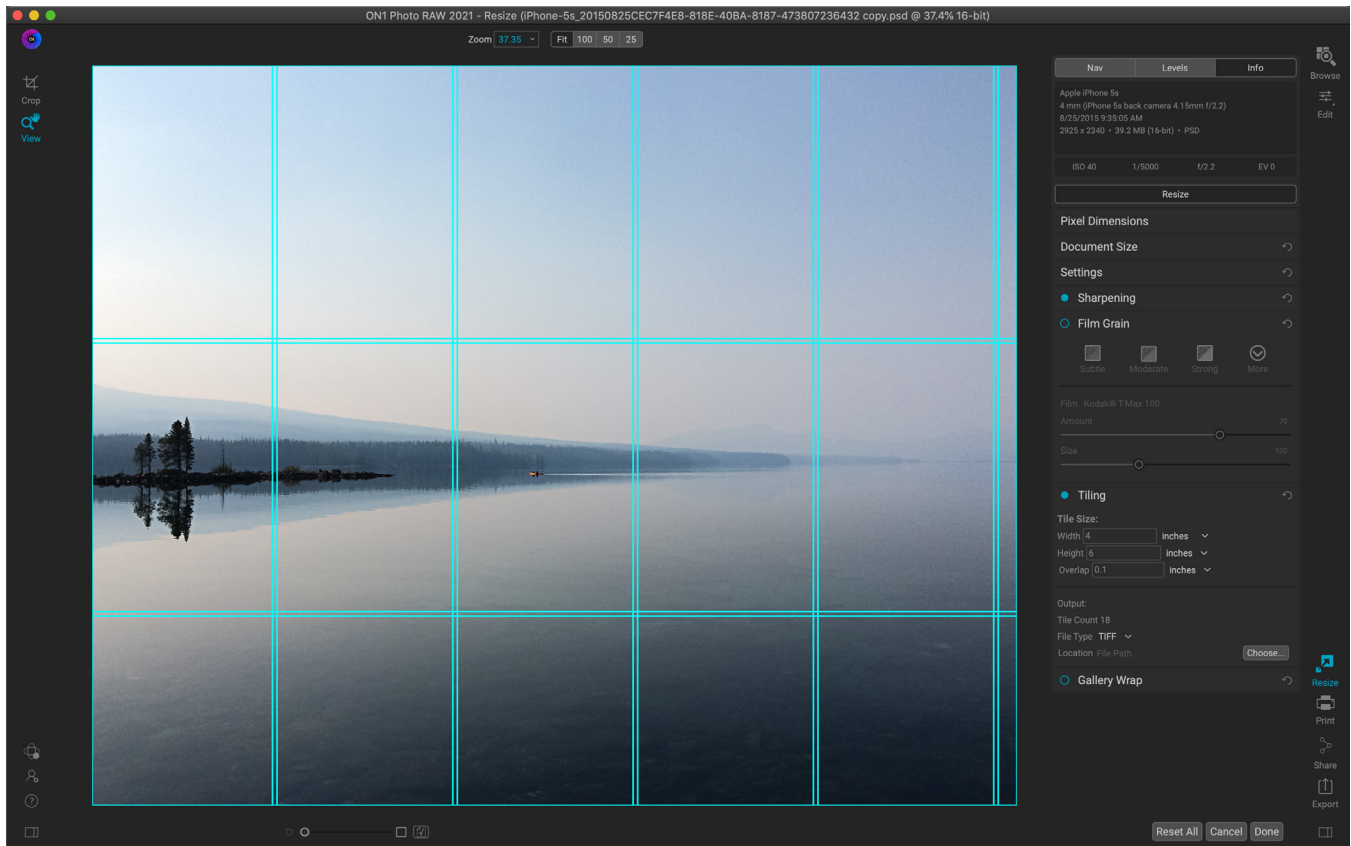 ON1 Photo RAW 2021 - Resize (iPhone-5s_20150825CEC7F4E8-818E-40BA-8187-473807236432 copy.psd @ 37.4% 16-bit)
ON
Zoom 37.35 Fit 100 50 25
Crop
View
Nav Levels Info
Apple iPhone 5s
4 mm (iPhone 5s back camera 4.15mm f/2.2)
8/25/2015 9:35:05 AM
2925 x 2340 • 39.2 MB (16-bit) • PSD
ISO 40 1/5000 f/2.2 EV 0
Resize
Pixel Dimensions
Document Size
Settings
Sharpening
Film Grain
Subtle Moderate Strong More
Film Kodak® T-Max 100
Amount 70
Size 100
Tiling
Tile Size:
Width 4 inches
Height 6 inches
Overlap 0.1 inches
Output:
Tile Count 18
File Type TIFF
Location File Path Choose...
Gallery Wrap
Browse
Edit
Resize
Print
Share
Export
?
Reset All Cancel Done